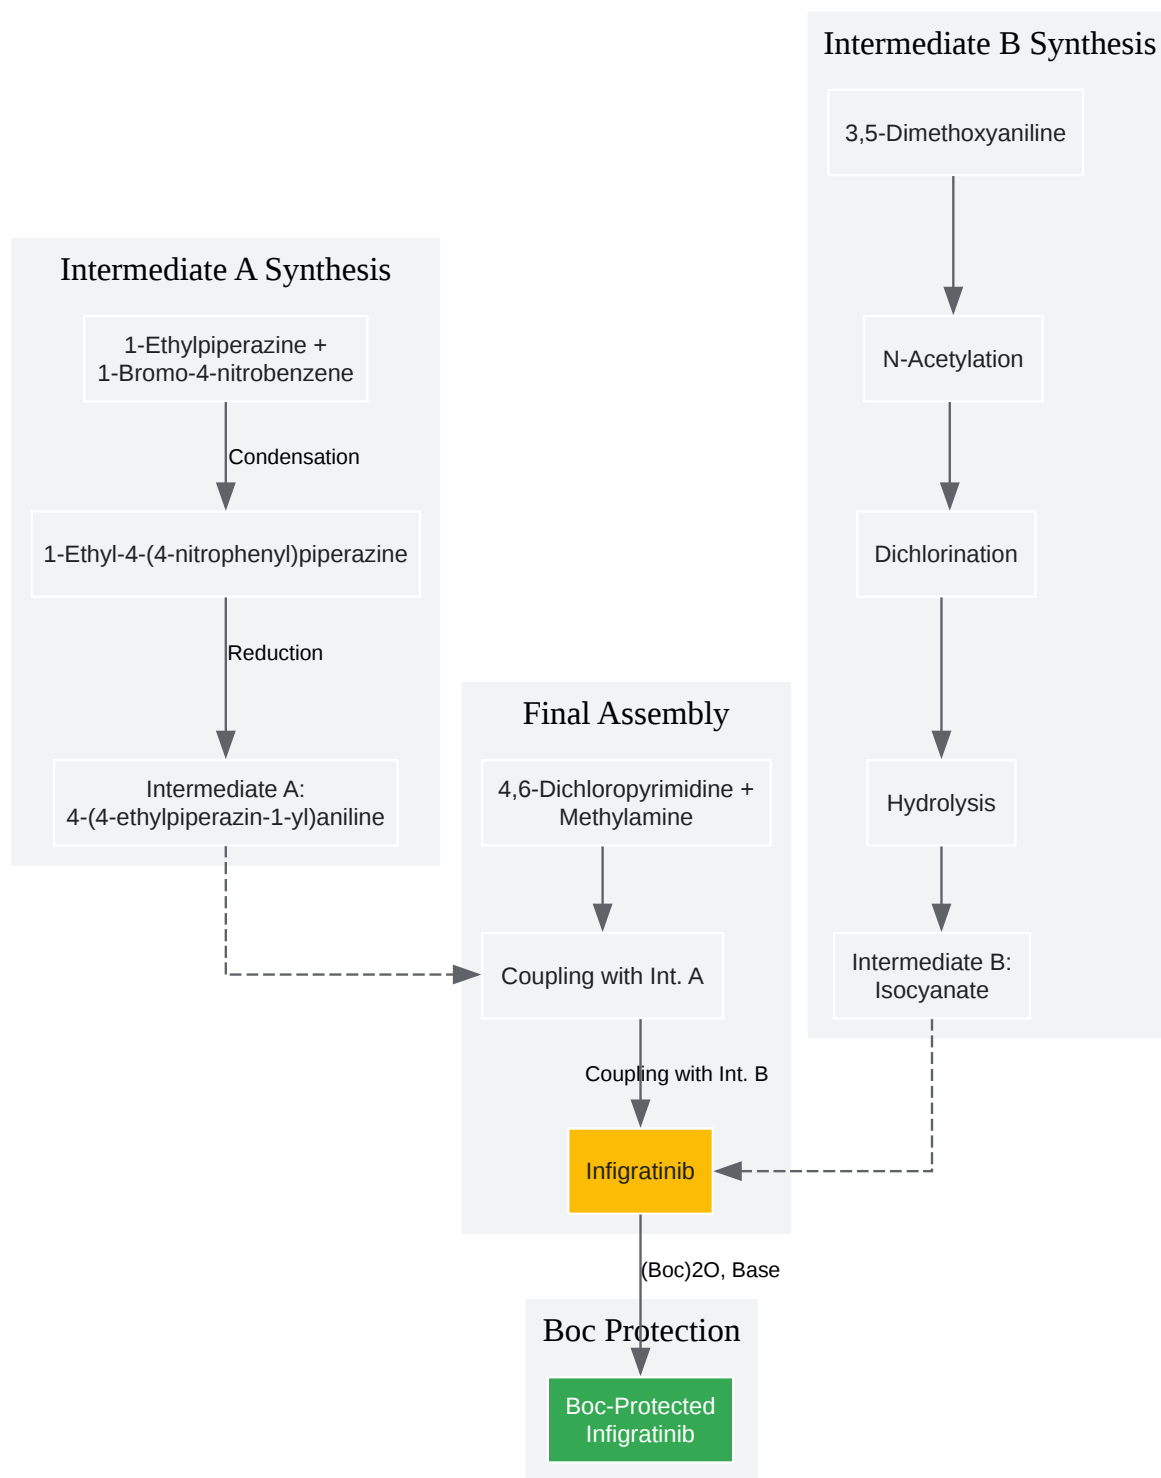 Intermediate B Synthesis
3,5-Dimethoxyaniline
N-Acetylation
Dichlorination
Hydrolysis
Intermediate B:
Isocyanate
Intermediate A Synthesis
1-Ethylpiperazine +
1-Bromo-4-nitrobenzene
Condensation
1-Ethyl-4-(4-nitrophenyl)piperazine
Reduction
Intermediate A:
4-(4-ethylpiperazin-1-yl)aniline
Final Assembly
4,6-Dichloropyrimidine +
Methylamine
Coupling with Int. A
Coupling with Int. B
Infigratinib
(Boc)2O, Base
Boc Protection
Boc-Protected
Infigratinib